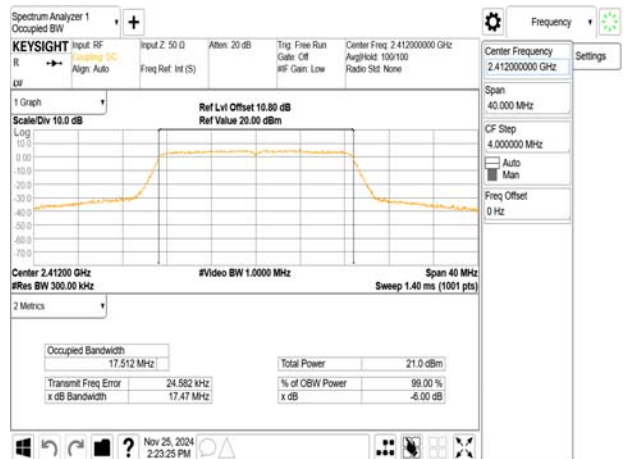 Spectrum Analyzer 1
Occupied BW
Frequency
KEYSIGHT
Input: RF
Coupling: DC
Align: Auto
Input Z: 50 Ω
Freq Ref: Int (S)
Atten: 20 dB
Trig: Free Run
Gate: Off
#IF Gain: Low
Center Freq: 2.412000000 GHz
Avg|Hold: 100/100
Radio Std: None
R
LXI
Center Frequency
2.412000000 GHz
Settings
Span
40.000 MHz
CF Step
4.000000 MHz
Auto
Man
Freq Offset
0 Hz
1 Graph
Scale/Div 10.0 dB
Ref Lvl Offset 10.80 dB
Ref Value 20.00 dBm
Log
10.0
0.00
-10.0
-20.0
-30.0
-40.0
-50.0
-60.0
-70.0
Center 2.41200 GHz
#Res BW 300.00 kHz
#Video BW 1.0000 MHz
Span 40 MHz
Sweep 1.40 ms (1001 pts)
2 Metrics
Occupied Bandwidth
17.512 MHz
Total Power 21.0 dBm
Transmit Freq Error 24.582 kHz
% of OBW Power 99.00 %
x dB Bandwidth 17.47 MHz
x dB -6.00 dB
Nov 25, 2024
2:23:25 PM